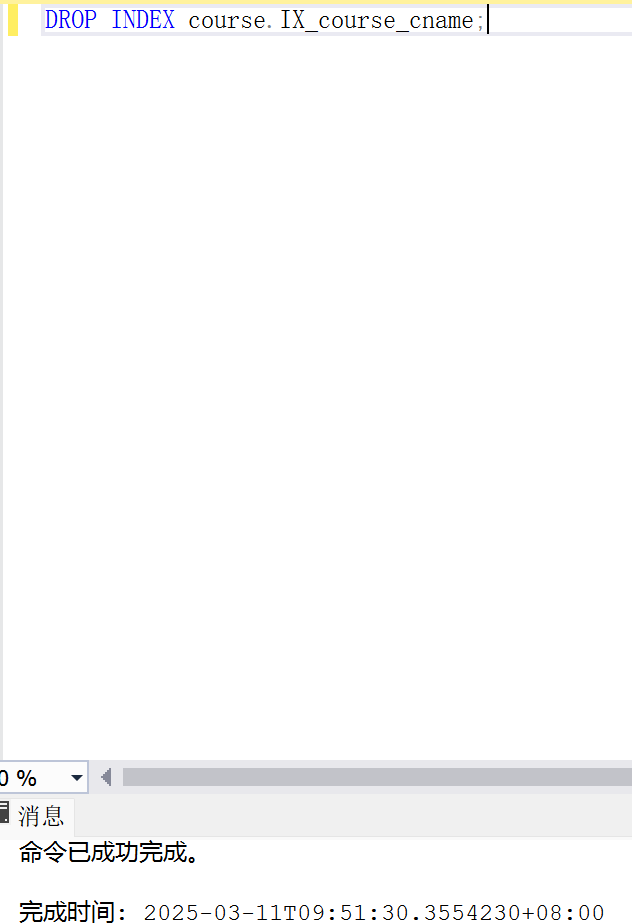 DROP INDEX course.IX_course_cname;
0 %
消息
命令已成功完成。
完成时间: 2025-03-11T09:51:30.3554230+08:00